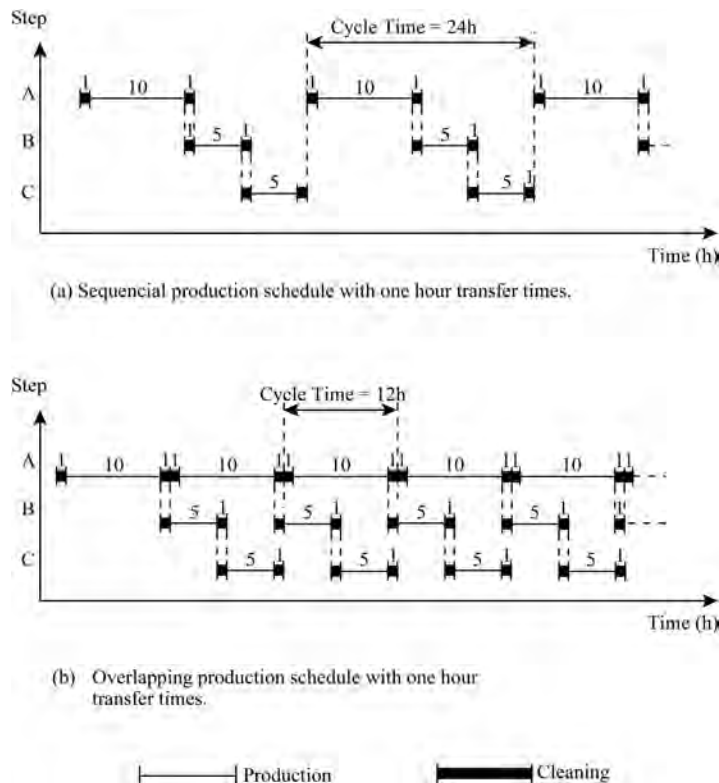 Step
Cycle Time = 24h
1 10 1 1 10 1 1 10 1
A
1 5 1 5 1
B
5 5 1
C
Time (h)
(a) Sequencial production schedule with one hour transfer times.
Step
Cycle Time = 12h
1 10 11 10 11 10 11 10 11 10 11
A
5 1 1 5 1 1 5 1 1 5 1 1
B
5 1 5 1 5 1 5 1
C
Time (h)
(b) Overlapping production schedule with one hour
transfer times.
Production Cleaning